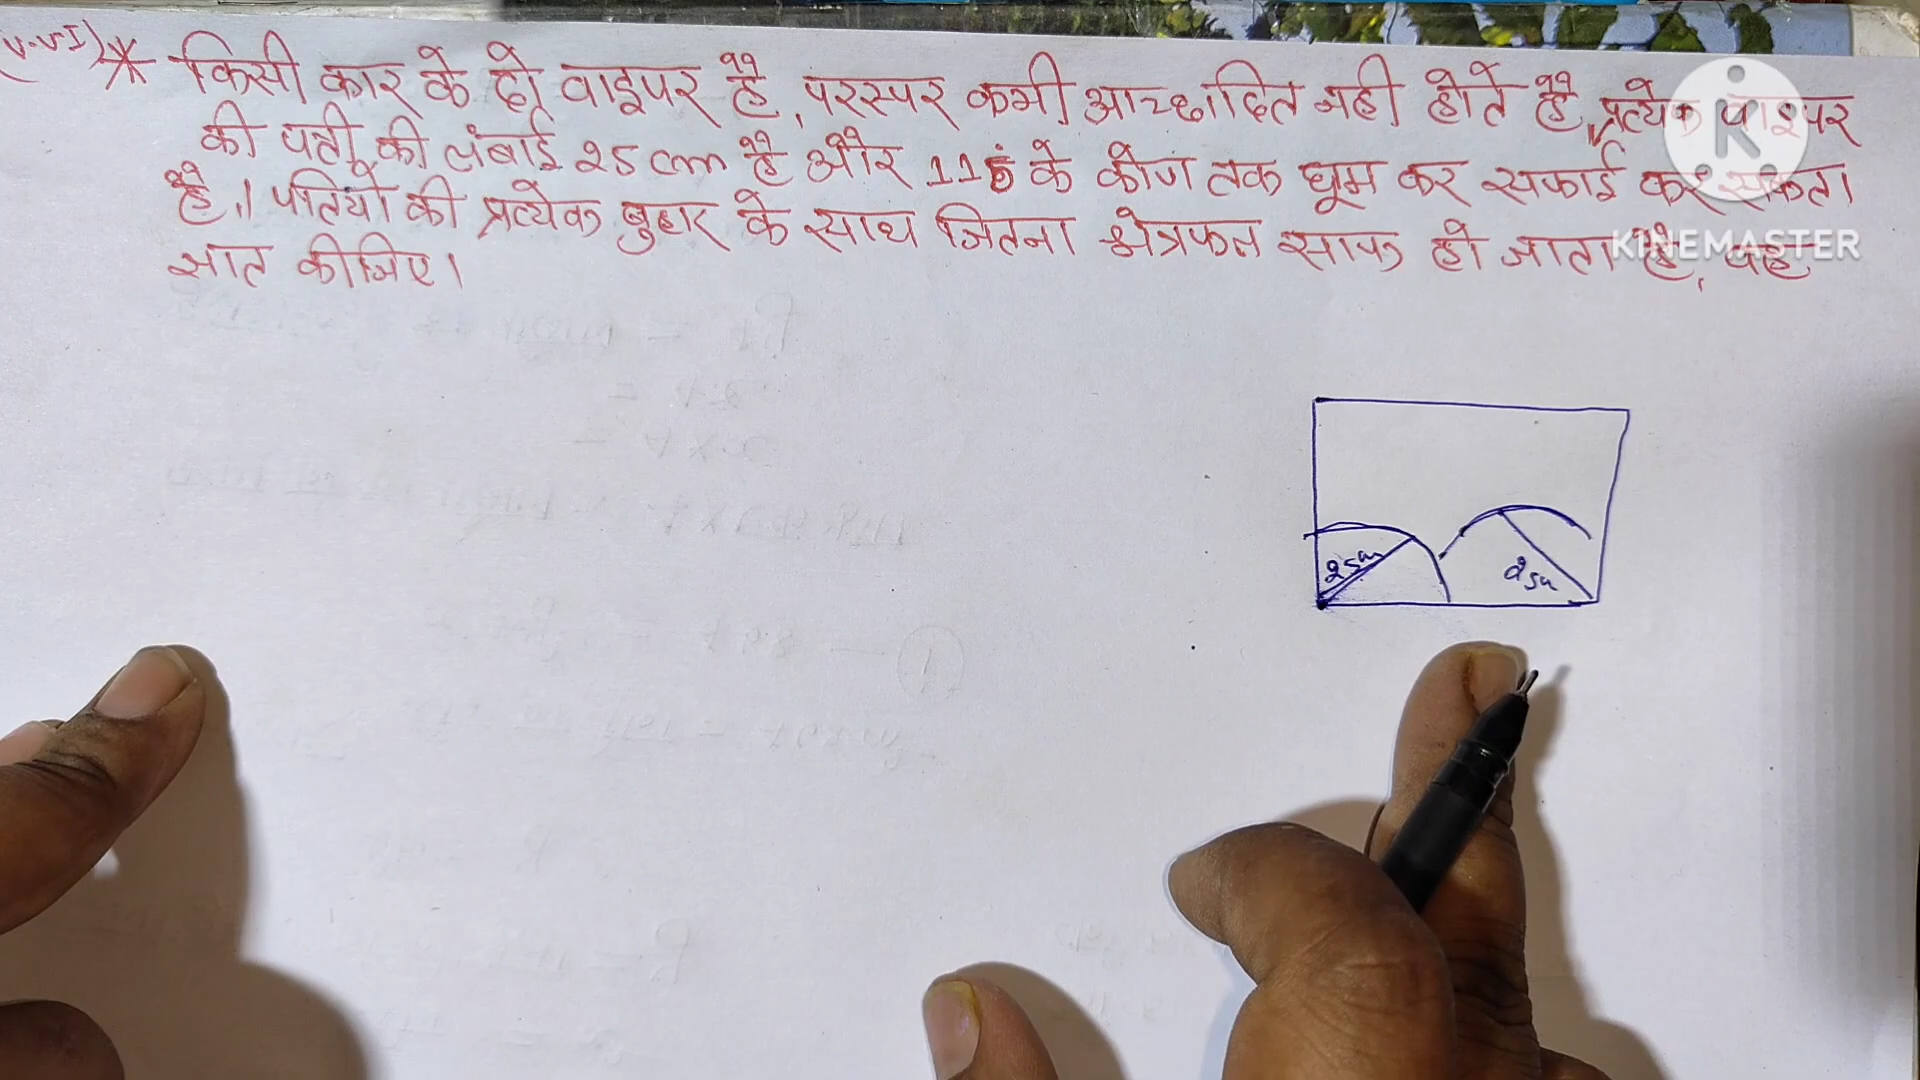 (V.V.I) * किसी कार के दो वाइपर है, परस्पर कभी आच्छादित नही होते है, प्रत्येक वाइपर
की पत्ती की लंबाई 25 cm है और 115° के कोण तक घूम कर सफाई कर सकता
है। पतियों की प्रत्येक बुहार के साथ जितना क्षेत्रफल साफ हो जाता है, वह
ज्ञात कीजिए।
K
KINEMASTER
25cm
25cm